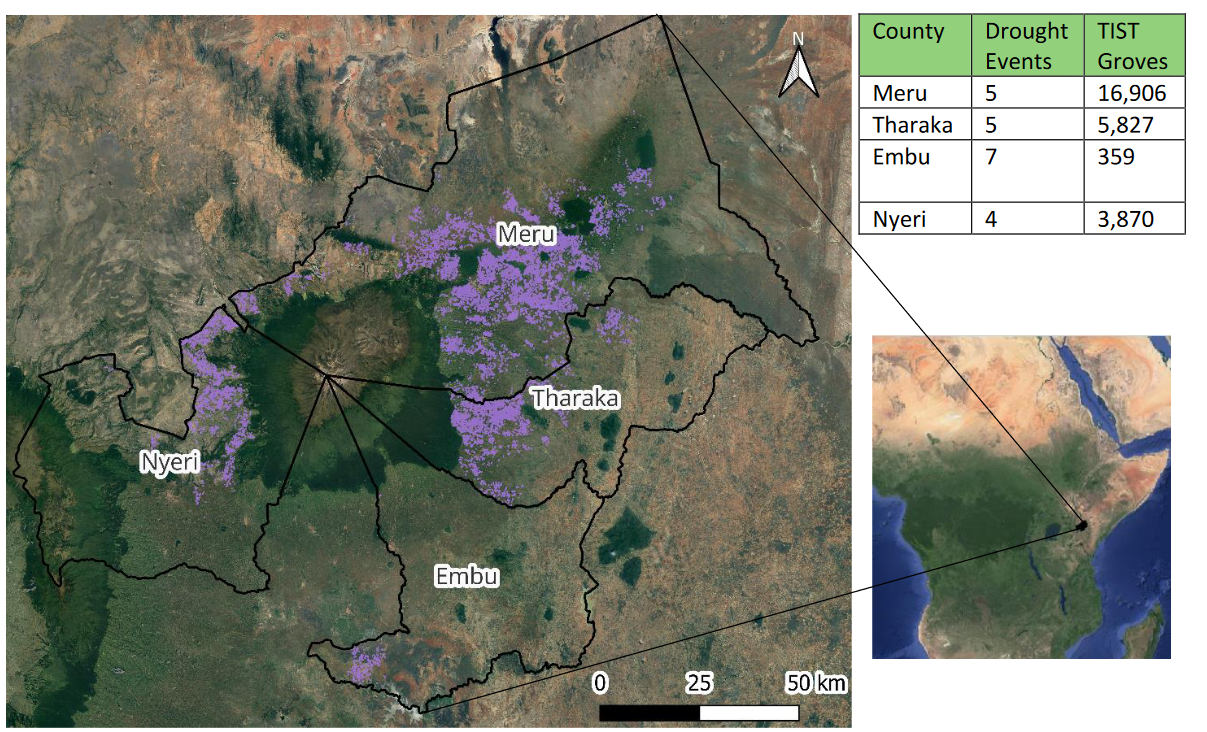 N
Meru
Tharaka
Nyeri
Embu
0 25 50 km
County Drought Events TIST Groves
Meru 5 16,906
Tharaka 5 5,827
Embu 7 359
Nyeri 4 3,870